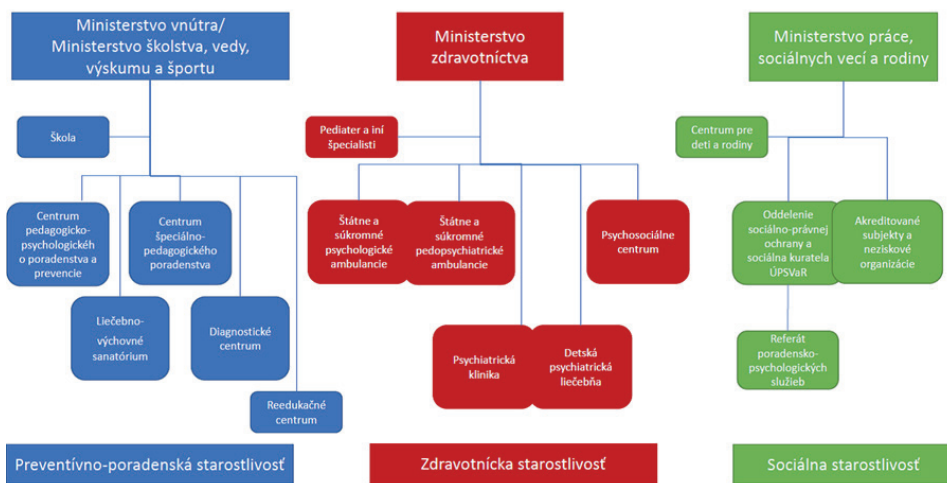 Ministerstvo vnútra/
Ministerstvo školstva, vedy,
výskumu a športu
Škola
Centrum
pedagogicko-
psychologickéh
o poradenstva a
prevencie
Centrum
špeciálno-
pedagogického
poradenstva
Liečebno-
výchovné
sanatórium
Diagnostické
centrum
Reedukačné
centrum
Preventívno-poradenská starostlivosť
Ministerstvo
zdravotníctva
Pediater a iní
špecialisti
Štátne a
súkromné
psychologické
ambulancie
Štátne a
súkromné
pedopsychiatrické
ambulancie
Psychosociálne
centrum
Psychiatrická
klinika
Detská
psychiatrická
liečebňa
Zdravotnícka starostlivosť
Ministerstvo práce,
sociálnych vecí a rodiny
Centrum pre
deti a rodiny
Oddelenie
sociálno-právnej
ochrany a
sociálna kuratela
ÚPSVaR
Akreditované
subjekty a
neziskové
organizácie
Referát
poradensko-
psychologických
služieb
Sociálna starostlivosť